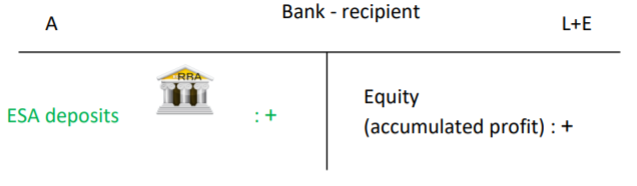 Bank - recipient
A
L+E
RBA
ESA deposits : +
Equity
(accumulated profit) : +